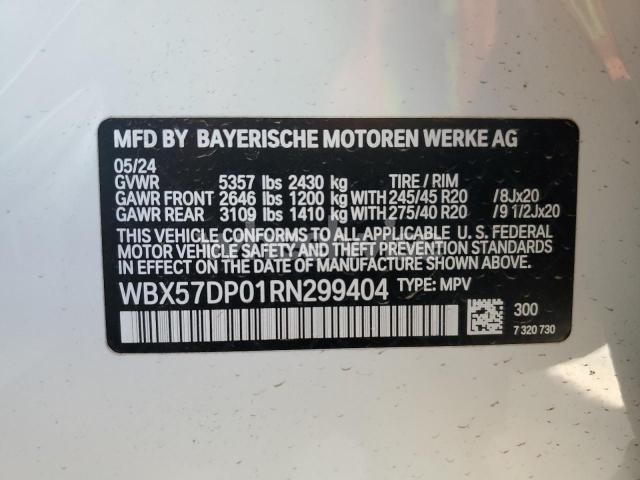 MFD BY BAYERISCHE MOTOREN WERKE AG
05/24
GVWR 5357 lbs 2430 kg TIRE / RIM
GAWR FRONT 2646 lbs 1200 kg WITH 245/45 R20 /8Jx20
GAWR REAR 3109 lbs 1410 kg WITH 275/40 R20 /9 1/2Jx20
THIS VEHICLE CONFORMS TO ALL APPLICABLE U. S. FEDERAL
MOTOR VEHICLE SAFETY AND THEFT PREVENTION STANDARDS
IN EFFECT ON THE DATE OF MANUFACTURE SHOWN ABOVE.
WBX57DP01RN299404 TYPE: MPV
300
7 320 730